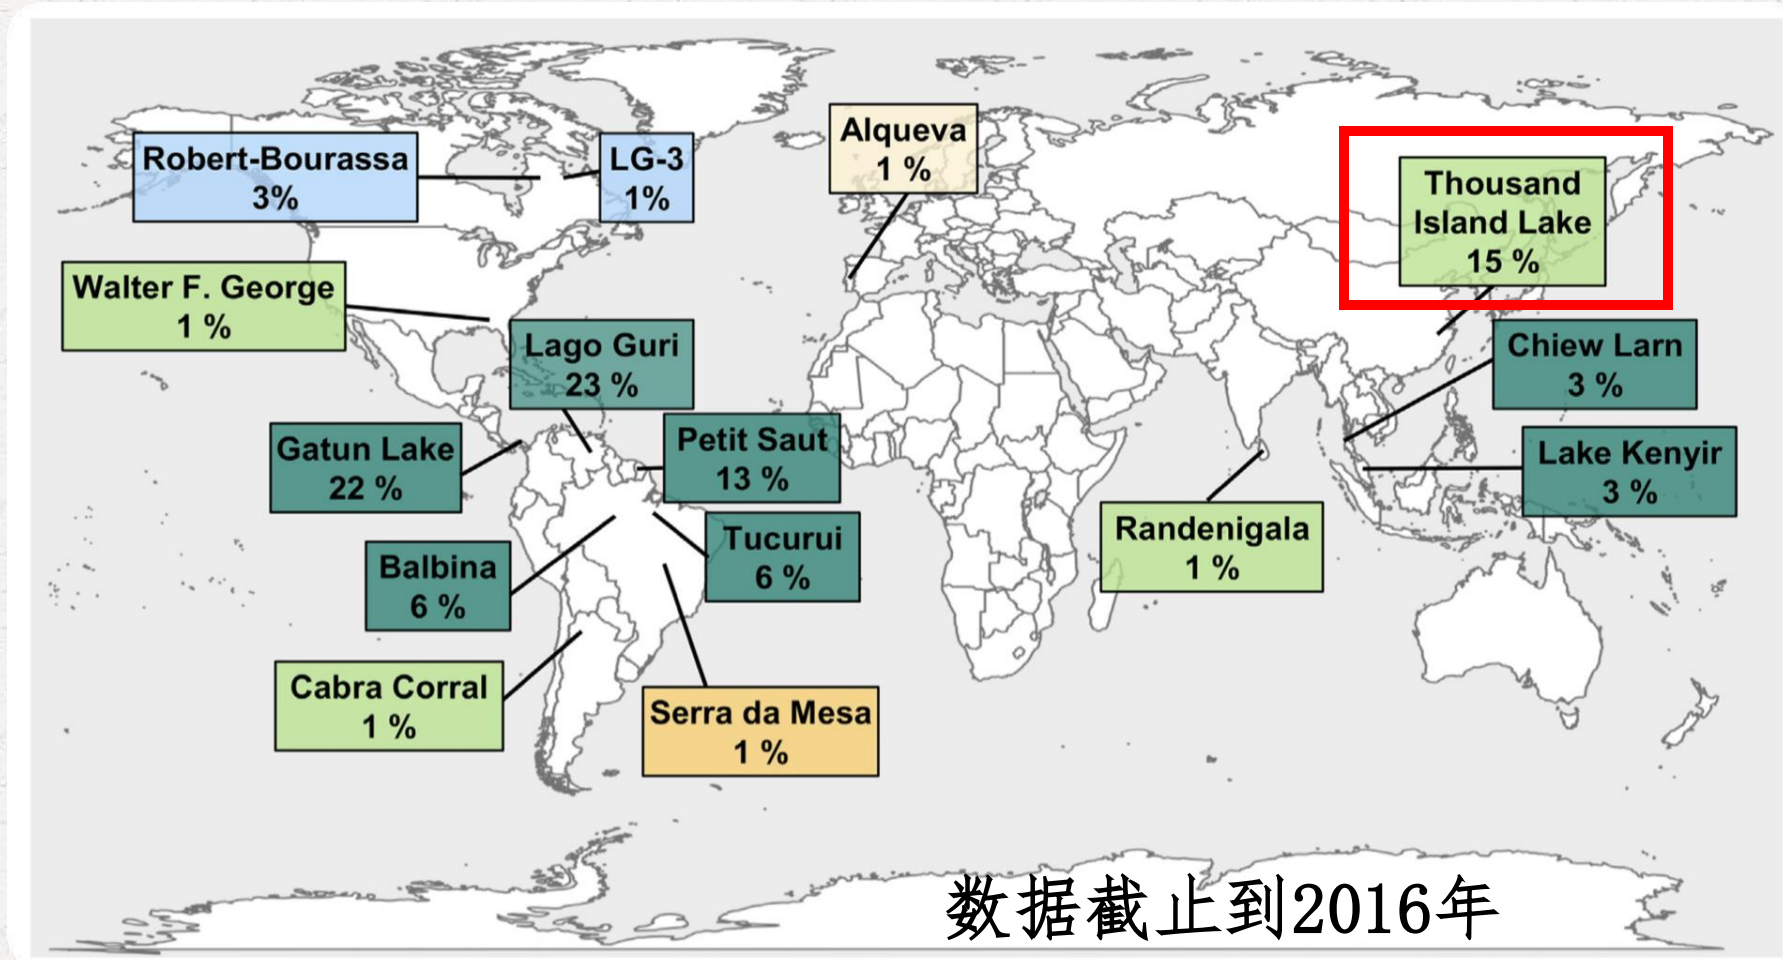 Robert-Bourassa
3%
LG-3
1%
Alqueva
1 %
Thousand
Island Lake
15 %
Walter F. George
1 %
Lago Guri
23 %
Chiew Larn
3 %
Gatun Lake
22 %
Petit Saut
13 %
Lake Kenyir
3 %
Randenigala
1 %
Tucurui
6 %
Balbina
6 %
Cabra Corral
1 %
Serra da Mesa
1 %
数据截止到2016年